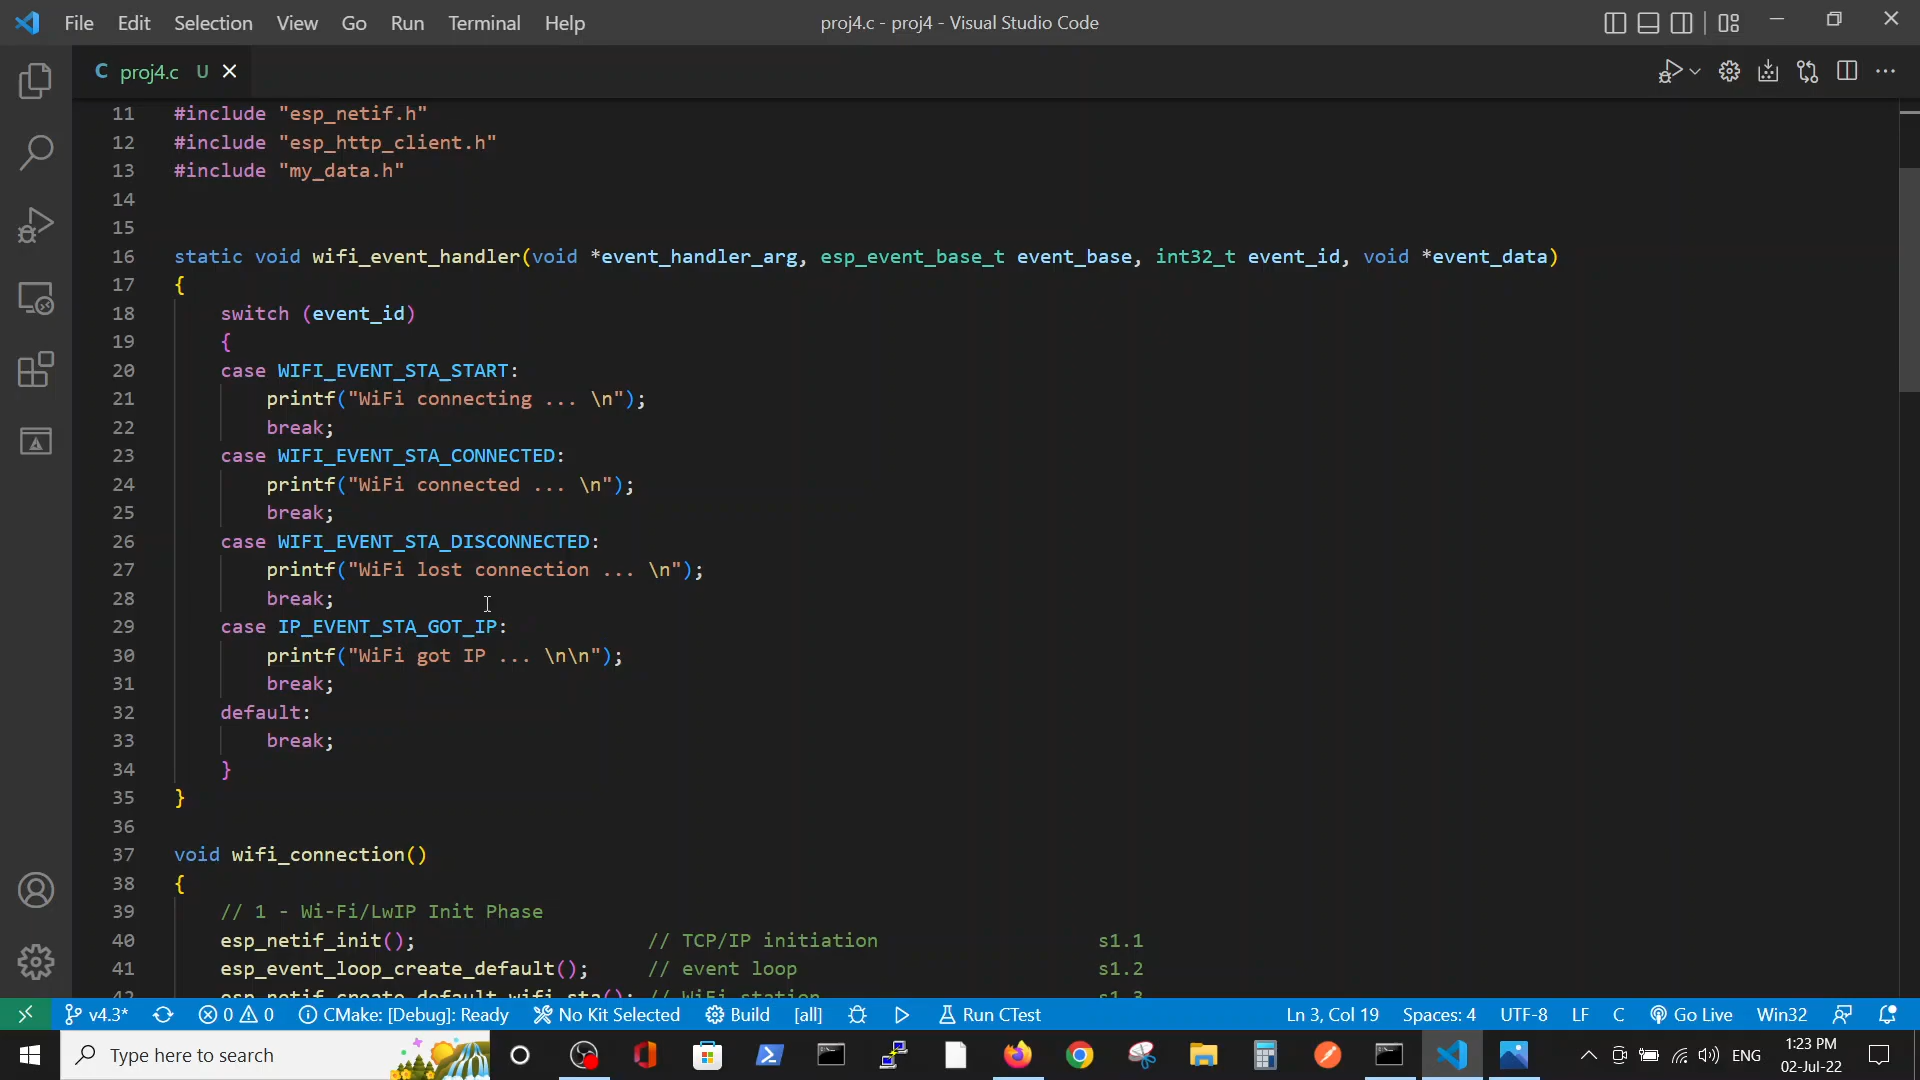 File Edit Selection View Go Run Terminal Help proj4.c - proj4 - Visual Studio Code
C proj4.c U
11 #include "esp_netif.h"
12 #include "esp_http_client.h"
13 #include "my_data.h"
14
15
16 static void wifi_event_handler(void *event_handler_arg, esp_event_base_t event_base, int32_t event_id, void *event_data)
17 {
18 switch (event_id)
19 {
20 case WIFI_EVENT_STA_START:
21 printf("WiFi connecting ... \n");
22 break;
23 case WIFI_EVENT_STA_CONNECTED:
24 printf("WiFi connected ... \n");
25 break;
26 case WIFI_EVENT_STA_DISCONNECTED:
27 printf("WiFi lost connection ... \n");
28 break;
29 case IP_EVENT_STA_GOT_IP:
30 printf("WiFi got IP ... \n\n");
31 break;
32 default:
33 break;
34 }
35 }
36
37 void wifi_connection()
38 {
39 // 1 - Wi-Fi/LwIP Init Phase
40 esp_netif_init(); // TCP/IP initiation s1.1
41 esp_event_loop_create_default(); // event loop s1.2
42 esp_netif_create_default_wifi_sta(); // WiFi station s1.3
v4.3* 0 0 CMake: [Debug]: Ready No Kit Selected Build [all] Run CTest Ln 3, Col 19 Spaces: 4 UTF-8 LF C Go Live Win32
Type here to search ENG 1:23 PM
02-Jul-22